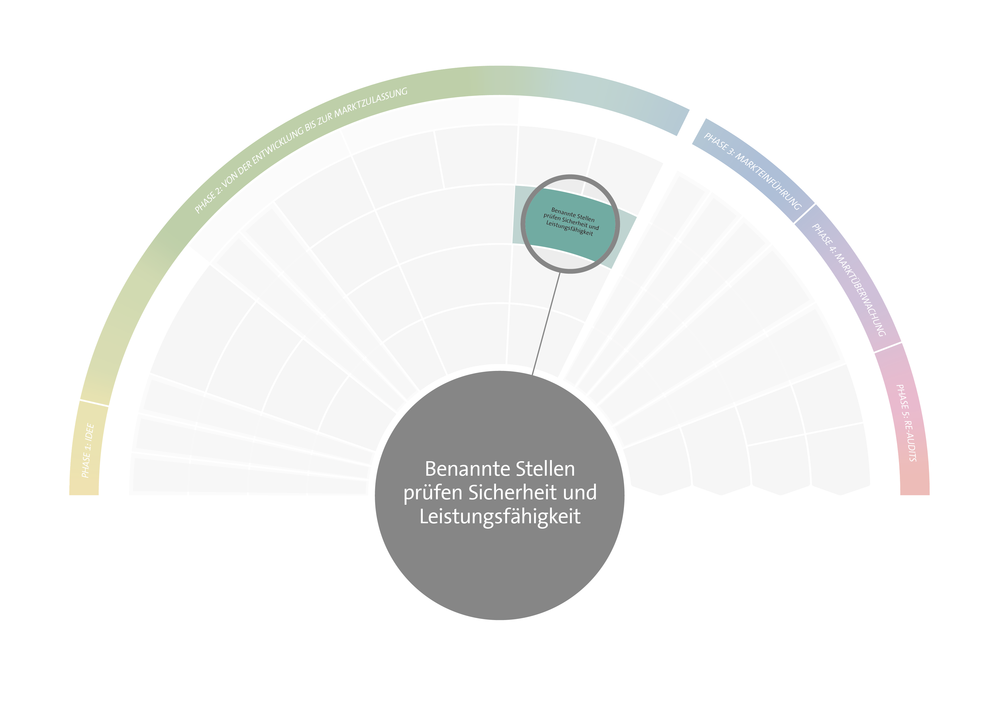 PHASE 1: IDEE
PHASE 2: VON DER ENTWICKLUNG BIS ZUR MARKTZULASSUNG
PHASE 3: MARKTEINFÜHRUNG
PHASE 4: MARKTÜBERWACHUNG
PHASE 5: RE-AUDITS
Benannte Stellen
prüfen Sicherheit und
Leistungsfähigkeit
Benannte Stellen
prüfen Sicherheit und
Leistungsfähigkeit